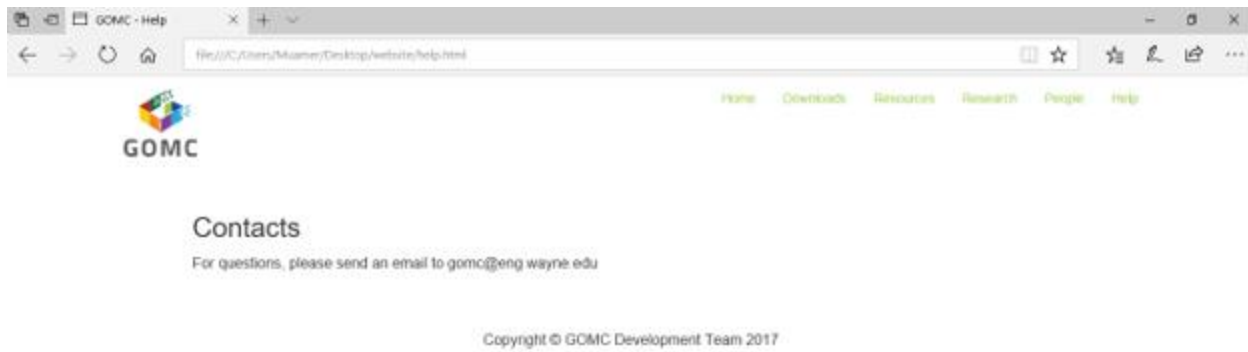 GOMC - Help
file:///C:/Users/Muamer/Desktop/website/help.html
Home Downloads Resources Research People Help
GOMC
Contacts
For questions, please send an email to gomc@eng.wayne.edu
Copyright © GOMC Development Team 2017